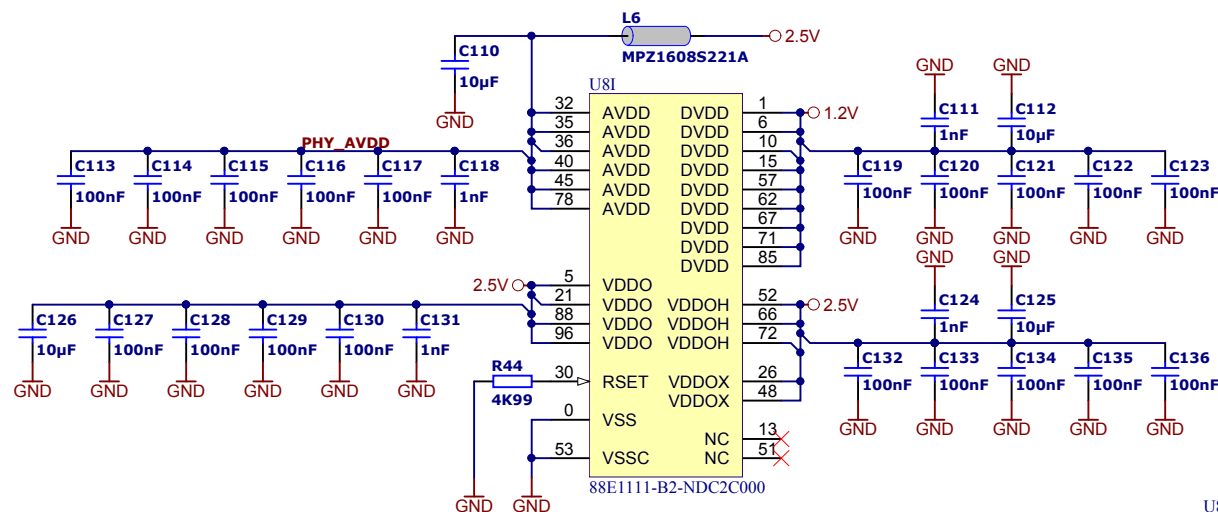 L6
2.5V
MPZ1608S221A
C110
10µF
GND
U8I
32 AVDD DVDD 1 1.2V
35 AVDD DVDD 6
36 AVDD DVDD 10
40 AVDD DVDD 15
45 AVDD DVDD 57
78 AVDD DVDD 62
DVDD 67
DVDD 71
DVDD 85
PHY_AVDD
C113 C114 C115 C116 C117 C118
100nF 100nF 100nF 100nF 100nF 1nF
GND GND GND GND GND GND
GND GND
C111 C112
1nF 10µF
C119 C120 C121 C122 C123
100nF 100nF 100nF 100nF 100nF
GND GND GND GND GND
2.5V 5 VDDO
21 VDDO VDDOH 52 2.5V
88 VDDO VDDOH 66
96 VDDO VDDOH 72
C126 C127 C128 C129 C130 C131
10µF 100nF 100nF 100nF 100nF 1nF
GND GND GND GND GND GND
GND GND
C124 C125
1nF 10µF
C132 C133 C134 C135 C136
100nF 100nF 100nF 100nF 100nF
GND GND GND GND GND
R44
4K99
30 RSET VDDOX 26
VDDOX 48
0 VSS
NC 13
53 VSSC NC 51
88E1111-B2-NDC2C000
GND GND
U8